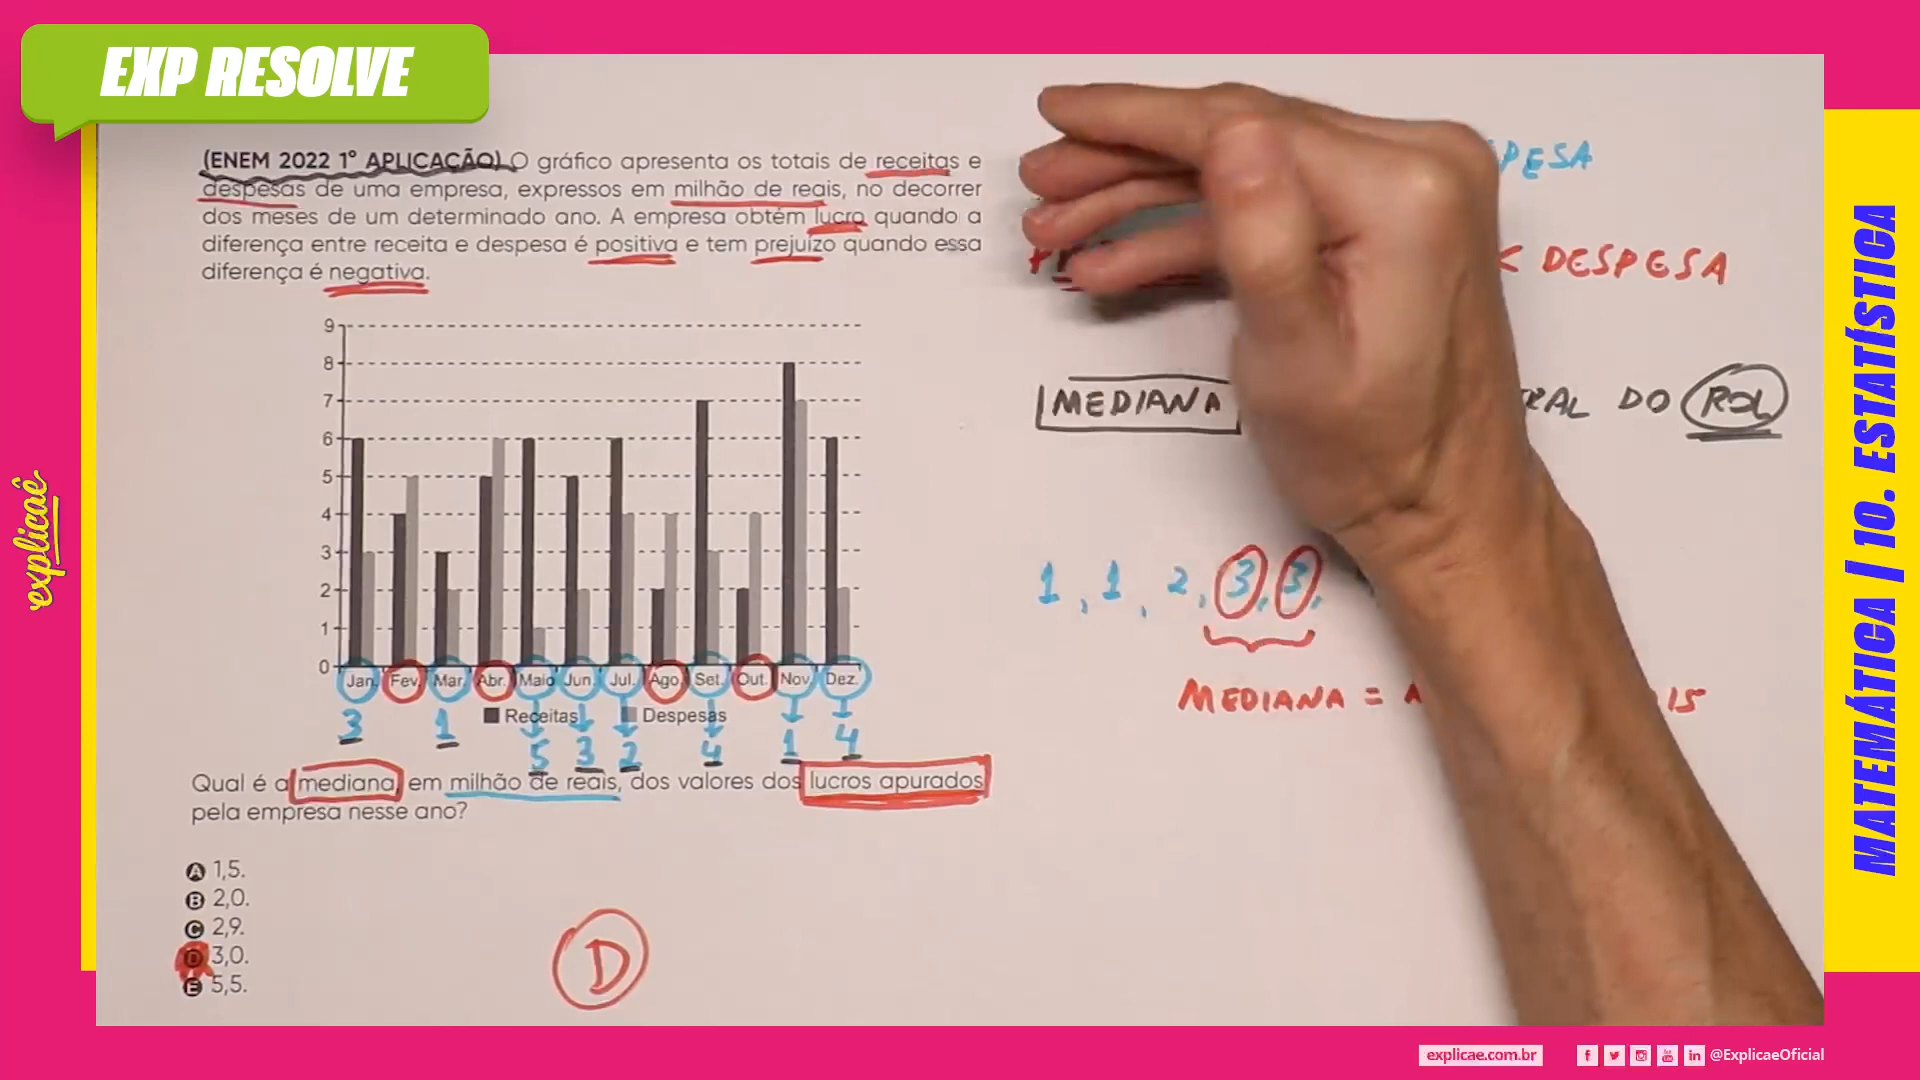 EXP RESOLVE
(ENEM 2022 1° APLICAÇÃO) O gráfico apresenta os totais de receitas e
despesas de uma empresa, expressos em milhão de reais, no decorrer
dos meses de um determinado ano. A empresa obtém lucro quando a
diferença entre receita e despesa é positiva e tem prejuízo quando essa
diferença é negativa.
9
8
7
6
5
4
3
2
1
0
Jan. Fev. Mar. Abr. Maio Jun. Jul. Ago. Set. Out. Nov. Dez.
Receitas Despesas
3 1 5 3 2 4 1 4
Qual é a mediana, em milhão de reais, dos valores dos lucros apurados
pela empresa nesse ano?
A 1,5.
B 2,0.
C 2,9.
D 3,0.
E 5,5.
D
< DESPESA
MEDIANA
DO ROL
1, 1, 2, 3, 3,
MEDIANA =
explicaê
MATEMÁTICA | 10. ESTATÍSTICA
explicae.com.br
@ExplicaeOficial